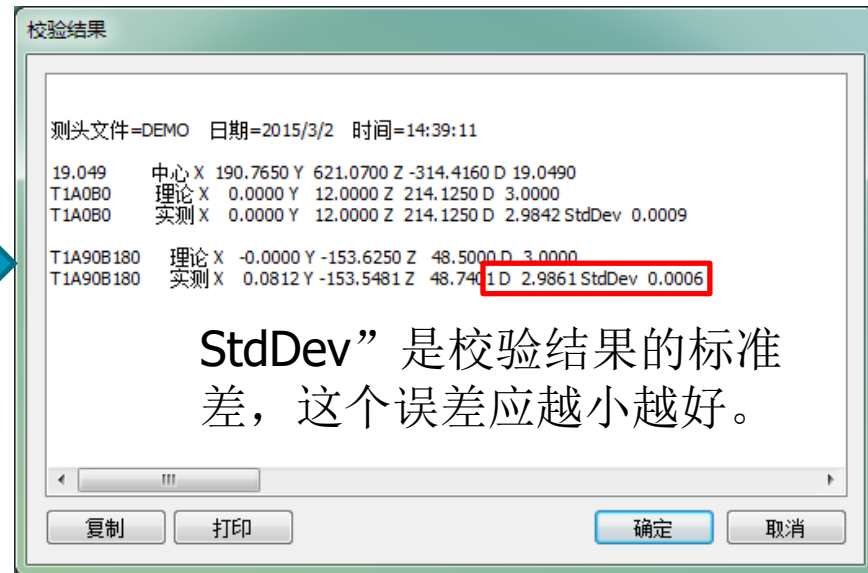 校验结果
测头文件=DEMO 日期=2015/3/2 时间=14:39:11
19.049 中心 X 190.7650 Y 621.0700 Z -314.4160 D 19.0490
T1A0B0 理论 X 0.0000 Y 12.0000 Z 214.1250 D 3.0000
T1A0B0 实测 X 0.0000 Y 12.0000 Z 214.1250 D 2.9842 StdDev 0.0009
T1A90B180 理论 X -0.0000 Y -153.6250 Z 48.5000 D 3.0000
T1A90B180 实测 X 0.0812 Y -153.5481 Z 48.7401 D 2.9861 StdDev 0.0006
StdDev”是校验结果的标准
差，这个误差应越小越好。
复制 打印 确定 取消